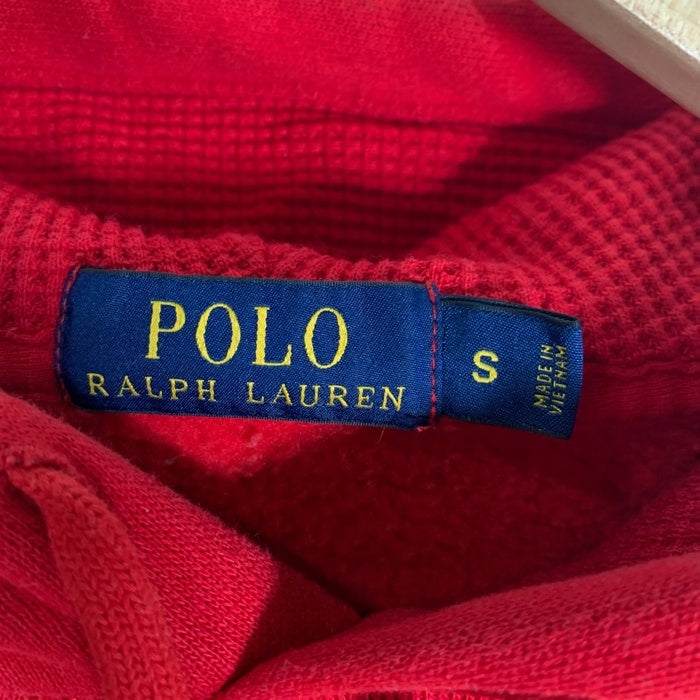 POLO
RALPH LAUREN
S
MADE IN
VIETNAM